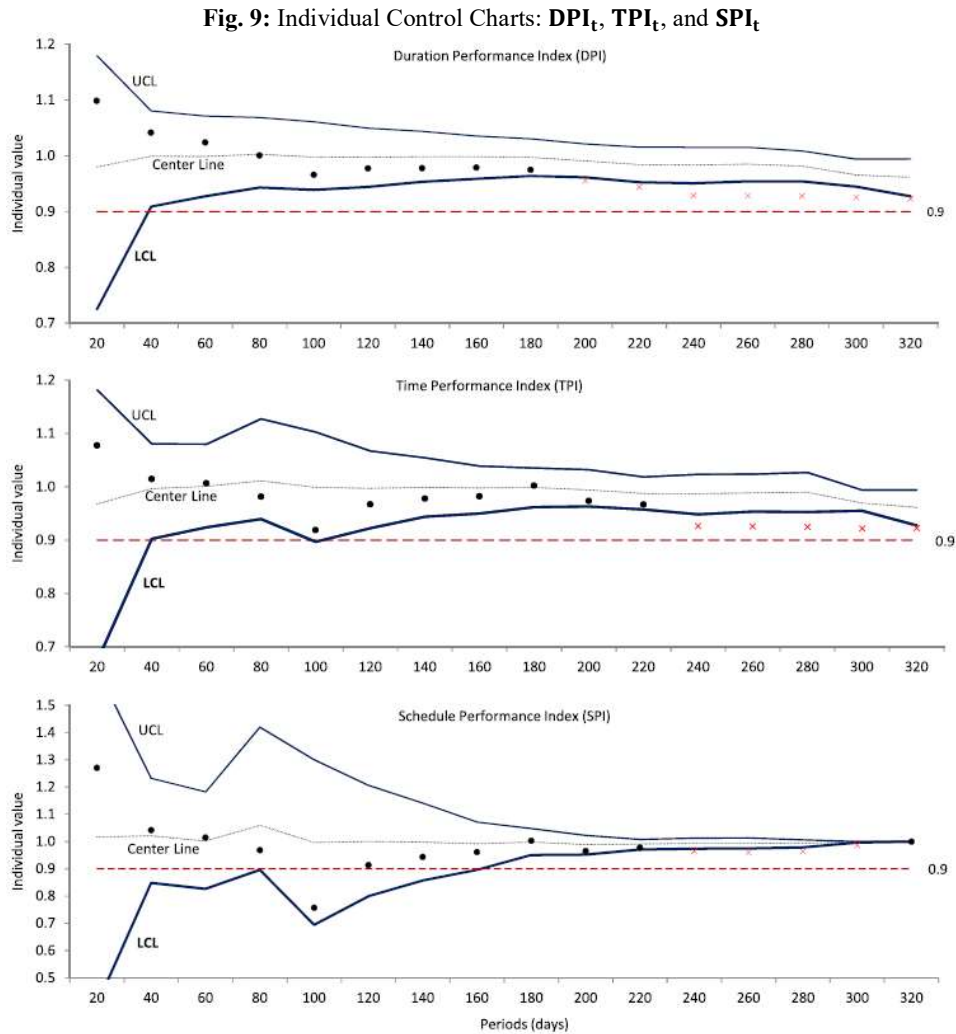 Fig. 9: Individual Control Charts: DPIt, TPIt, and SPIt
Duration Performance Index (DPI)
1.2
1.1
1.0
0.9
0.8
0.7
Individual value
UCL
Center Line
LCL
0.9
20 40 60 80 100 120 140 160 180 200 220 240 260 280 300 320
Time Performance Index (TPI)
1.2
1.1
1.0
0.9
0.8
0.7
Individual value
UCL
Center Line
LCL
0.9
20 40 60 80 100 120 140 160 180 200 220 240 260 280 300 320
Schedule Performance Index (SPI)
1.5
1.4
1.3
1.2
1.1
1.0
0.9
0.8
0.7
0.6
0.5
Individual value
UCL
Center Line
LCL
0.9
20 40 60 80 100 120 140 160 180 200 220 240 260 280 300 320
Periods (days)